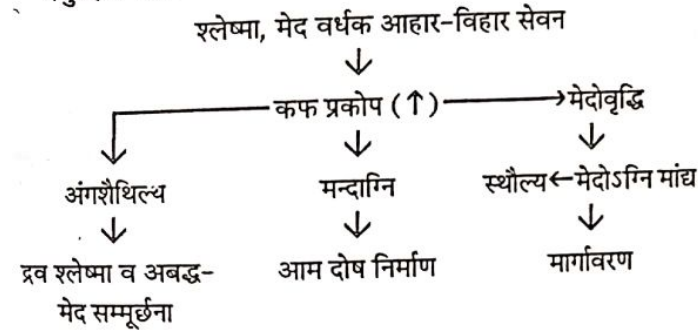 श्लेष्मा, मेद वर्धक आहार-विहार सेवन
कफ प्रकोप (↑) → मेदोवृद्धि
अंगशैथिल्य मन्दाग्नि स्थौल्य ← मेदोऽग्नि मांद्य
द्रव श्लेष्मा व अबद्ध- आम दोष निर्माण मार्गावरण
मेद सम्मूर्छना